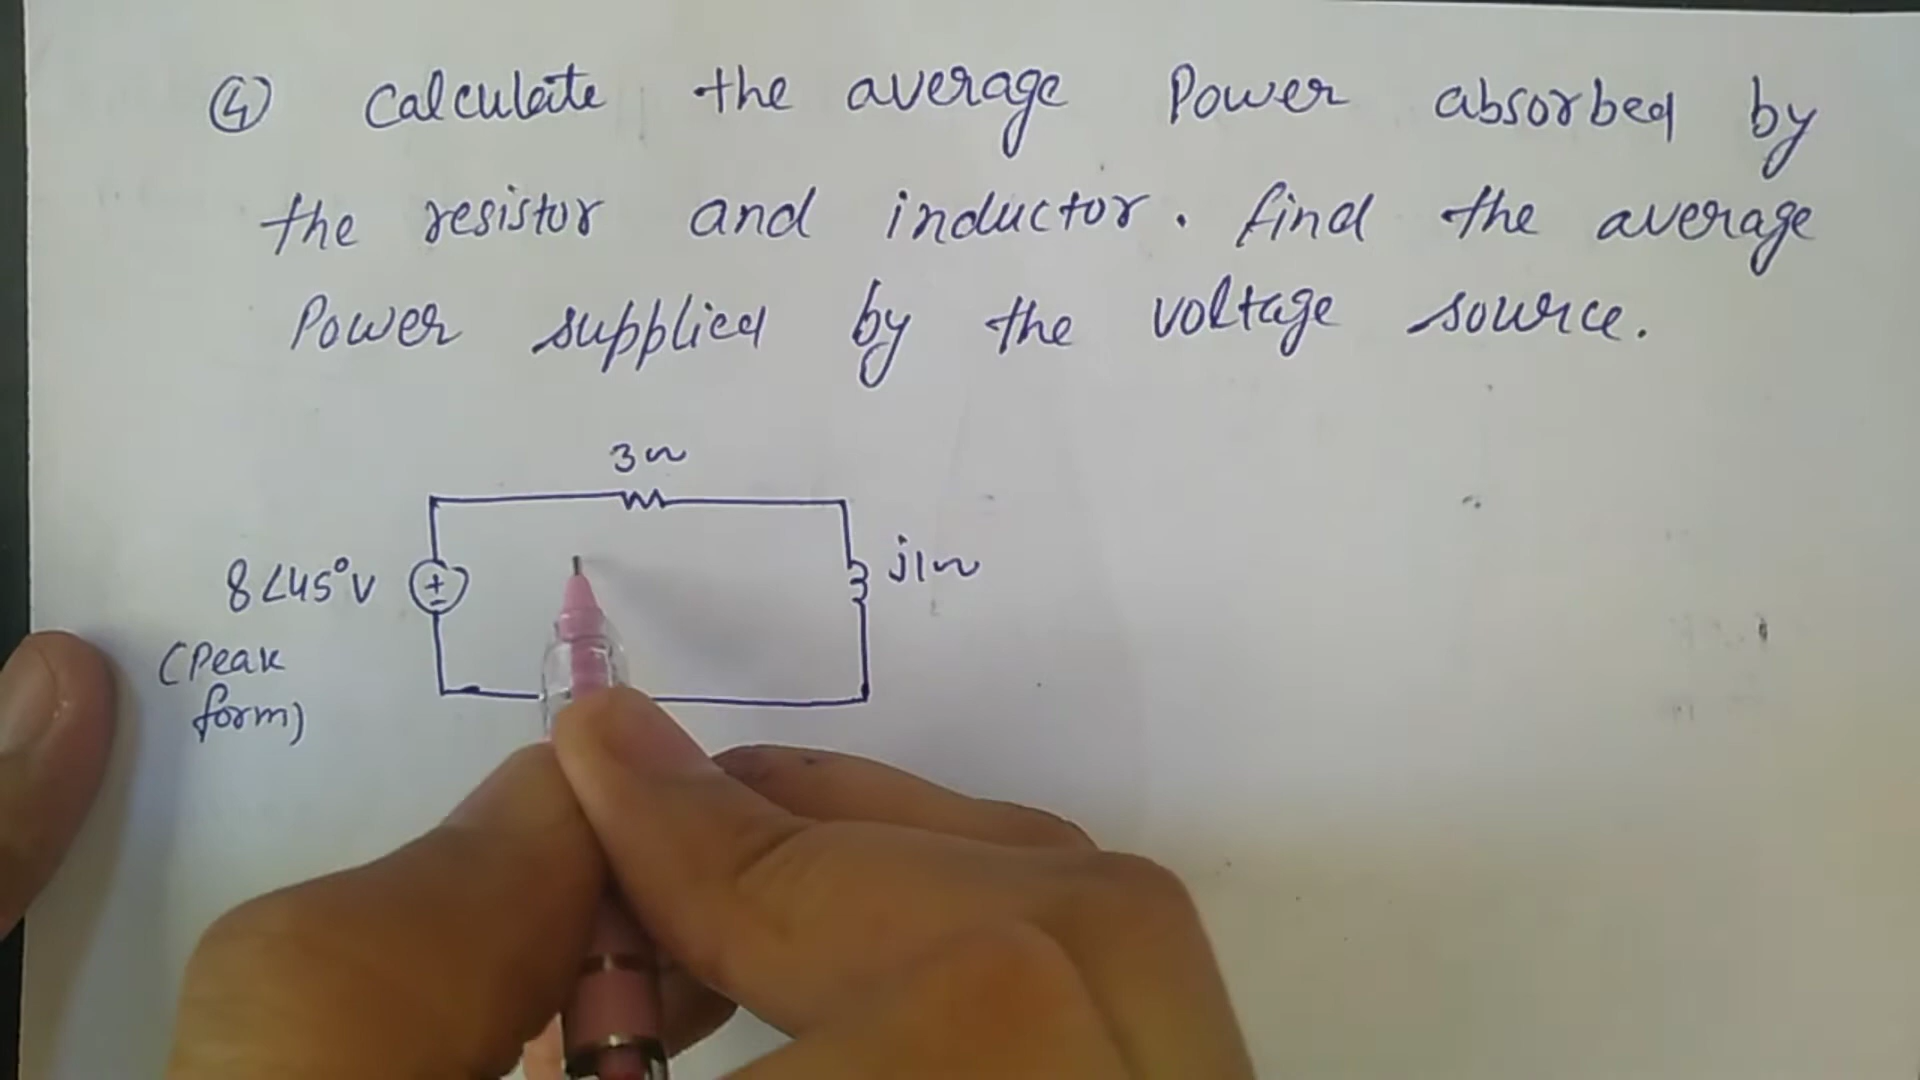 ④ Calculate the average Power absorbed by
the resistor and inductor. find the average
Power supplied by the voltage source.
3Ω
8∠45°V
j1Ω
(Peak
form)